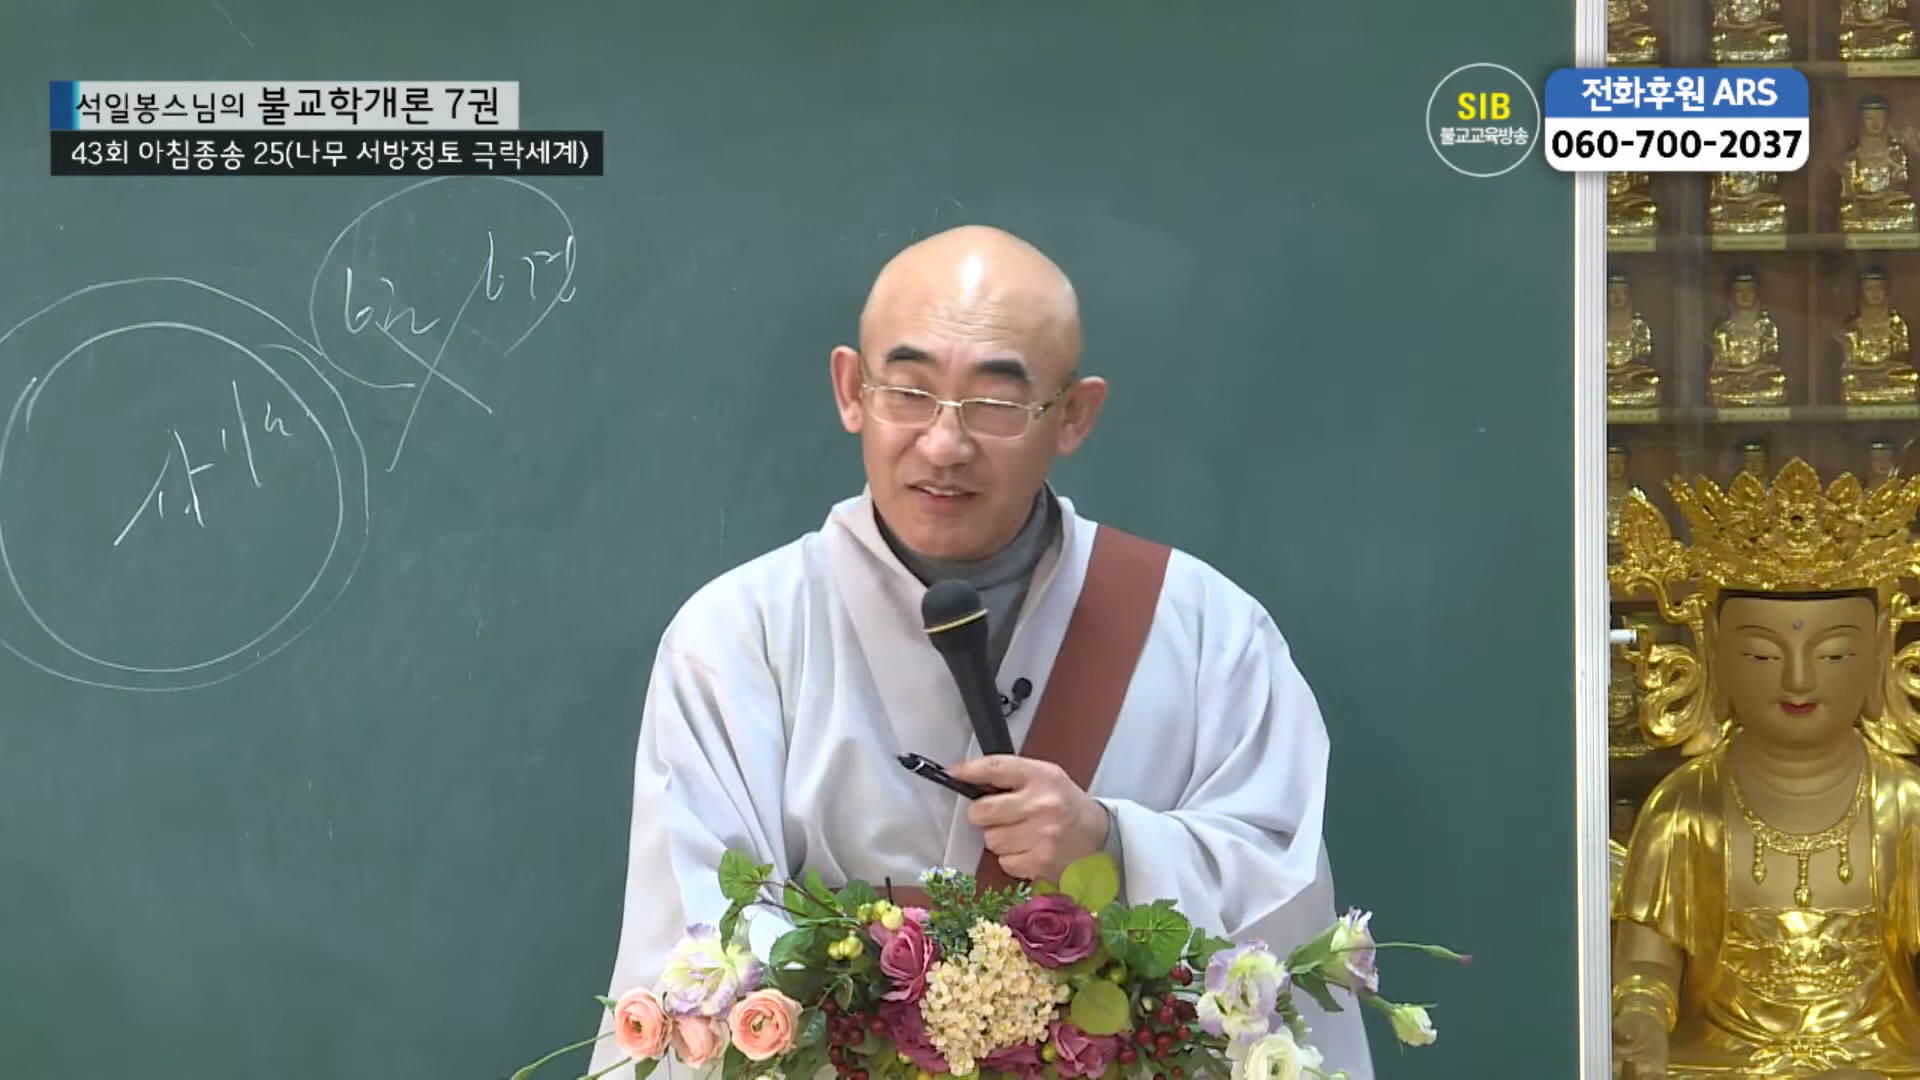 석일봉스님의 불교학개론 7권
43회 아침종송 25(나무 서방정토 극락세계)
SIB
불교교육방송
전화후원 ARS
060-700-2037